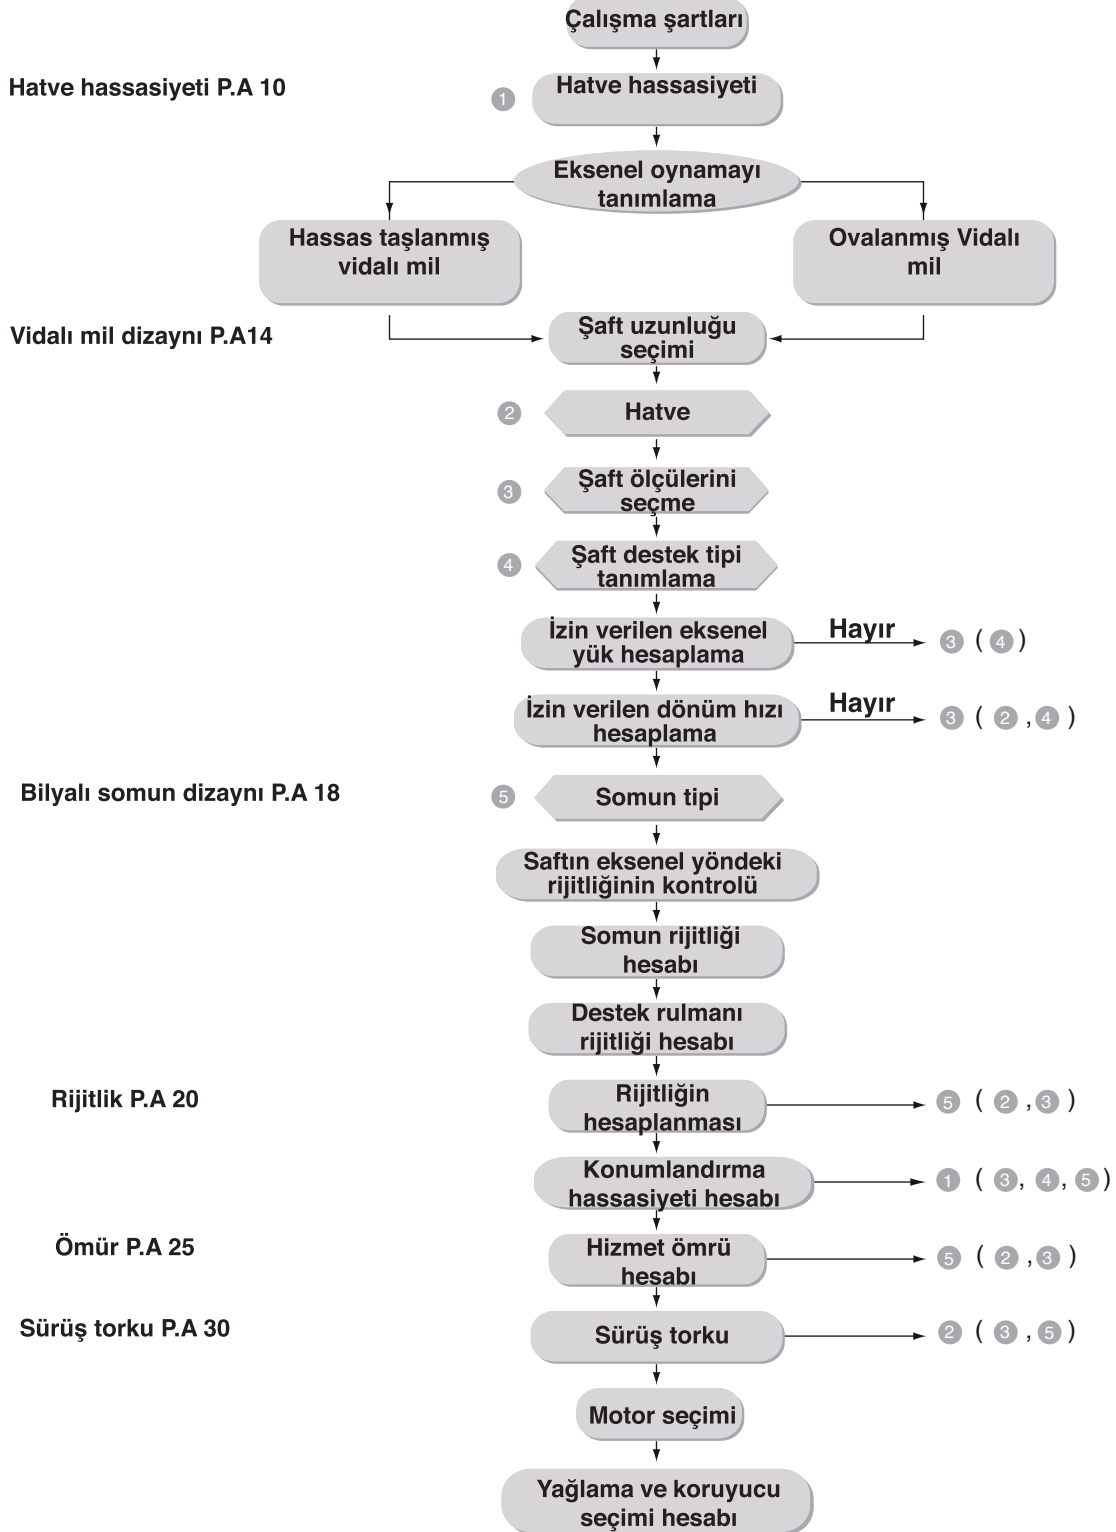 Çalışma şartları
Hatve hassasiyeti P.A 10
1
Hatve hassasiyeti
Eksenel oynamayı
tanımlama
Hassas taşlanmış
vidalı mil
Ovalanmış Vidalı
mil
Vidalı mil dizaynı P.A14
Şaft uzunluğu
seçimi
2
Hatve
3
Şaft ölçülerini
seçme
4
Şaft destek tipi
tanımlama
İzin verilen eksenel
yük hesaplama
Hayır
3 ( 4 )
İzin verilen dönüm hızı
hesaplama
Hayır
3 ( 2 , 4 )
Bilyalı somun dizaynı P.A 18
5
Somun tipi
Saftın eksenel yöndeki
rijitliğinin kontrolü
Somun rijitliği
hesabı
Destek rulmanı
rijitliği hesabı
Rijitlik P.A 20
Rijitliğin
hesaplanması
5 ( 2 , 3 )
Konumlandırma
hassasiyeti hesabı
1 ( 3, 4, 5 )
Ömür P.A 25
Hizmet ömrü
hesabı
5 ( 2 , 3 )
Sürüş torku P.A 30
Sürüş torku
2 ( 3 , 5 )
Motor seçimi
Yağlama ve koruyucu
seçimi hesabı